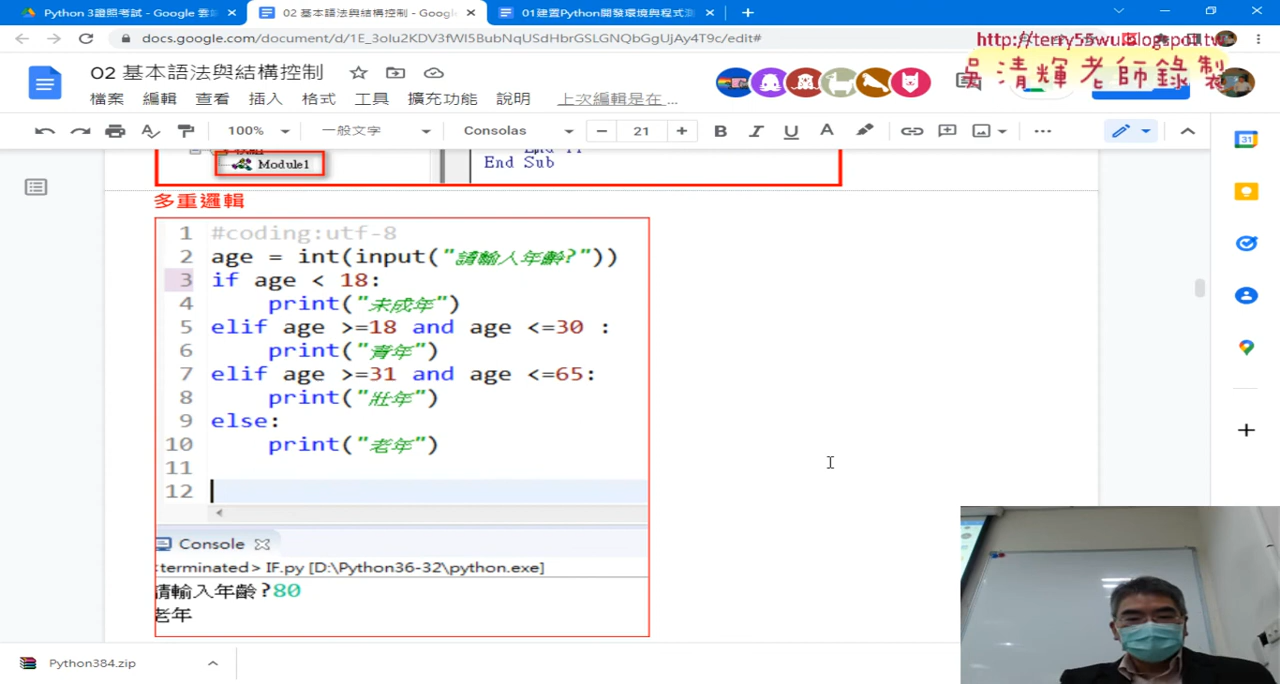 Python 3證照考試 - Google 雲端
02 基本語法與結構控制 - Google
01建置Python開發環境與程式測
docs.google.com/document/d/1E_3olu2KDV3fWI5BubNqUSdHbrGSLGNQbGgUjAy4T9c/edit#
http://terry55wu.blogspot.tw
吳清輝老師錄製
02 基本語法與結構控制
檔案 編輯 查看 插入 格式 工具 擴充功能 說明 上次編輯是在 ...
100% 一般文字 Consolas 21 B I U A
Module1
End Sub
多重邏輯
1 #coding:utf-8
2 age = int(input("請輸入年齡?"))
3 if age < 18:
4 print("未成年")
5 elif age >=18 and age <=30 :
6 print("青年")
7 elif age >=31 and age <=65:
8 print("壯年")
9 else:
10 print("老年")
11
12
Console
<terminated> IF.py [D:\Python36-32\python.exe]
請輸入年齡?80
老年
Python384.zip